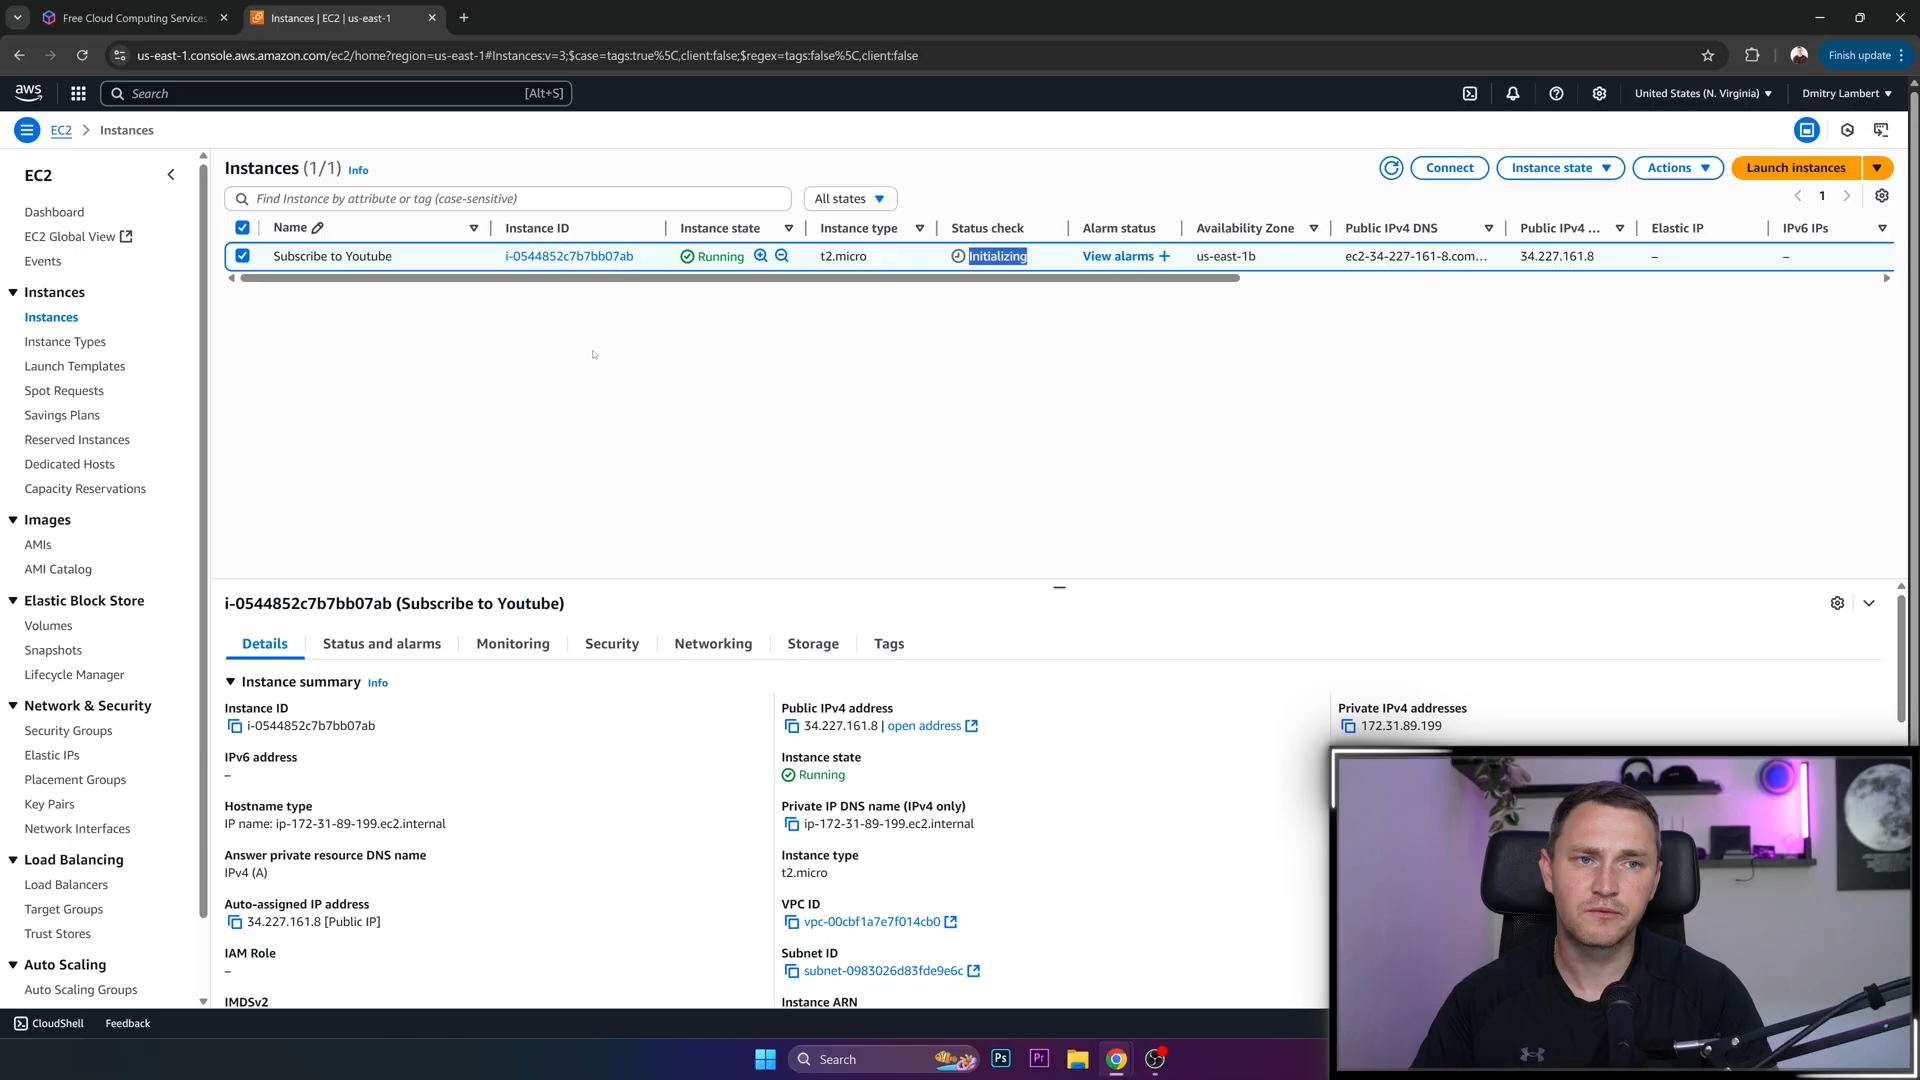 Free Cloud Computing Services
Instances | EC2 | us-east-1
us-east-1.console.aws.amazon.com/ec2/home?region=us-east-1#Instances:v=3;$case=tags:true%5C,client:false;$regex=tags:false%5C,client:false
Finish update
aws
Search
[Alt+S]
United States (N. Virginia)
Dmitry Lambert
EC2
Instances
EC2
Dashboard
EC2 Global View
Events
Instances
Instances
Instance Types
Launch Templates
Spot Requests
Savings Plans
Reserved Instances
Dedicated Hosts
Capacity Reservations
Images
AMIs
AMI Catalog
Elastic Block Store
Volumes
Snapshots
Lifecycle Manager
Network & Security
Security Groups
Elastic IPs
Placement Groups
Key Pairs
Network Interfaces
Load Balancing
Load Balancers
Target Groups
Trust Stores
Auto Scaling
Auto Scaling Groups
Instances (1/1) Info
Connect
Instance state
Actions
Launch instances
Find Instance by attribute or tag (case-sensitive)
All states
1
Name
Instance ID
Instance state
Instance type
Status check
Alarm status
Availability Zone
Public IPv4 DNS
Public IPv4 ...
Elastic IP
IPv6 IPs
Subscribe to Youtube
i-0544852c7b7bb07ab
Running
t2.micro
Initializing
View alarms +
us-east-1b
ec2-34-227-161-8.com...
34.227.161.8
–
–
i-0544852c7b7bb07ab (Subscribe to Youtube)
Details
Status and alarms
Monitoring
Security
Networking
Storage
Tags
Instance summary Info
Instance ID
i-0544852c7b7bb07ab
IPv6 address
–
Hostname type
IP name: ip-172-31-89-199.ec2.internal
Answer private resource DNS name
IPv4 (A)
Auto-assigned IP address
34.227.161.8 [Public IP]
IAM Role
–
IMDSv2
Public IPv4 address
34.227.161.8 | open address
Instance state
Running
Private IP DNS name (IPv4 only)
ip-172-31-89-199.ec2.internal
Instance type
t2.micro
VPC ID
vpc-00cbf1a7e7f014cb0
Subnet ID
subnet-0983026d83fde9e6c
Instance ARN
Private IPv4 addresses
172.31.89.199
CloudShell
Feedback
Search
Ps
Pr